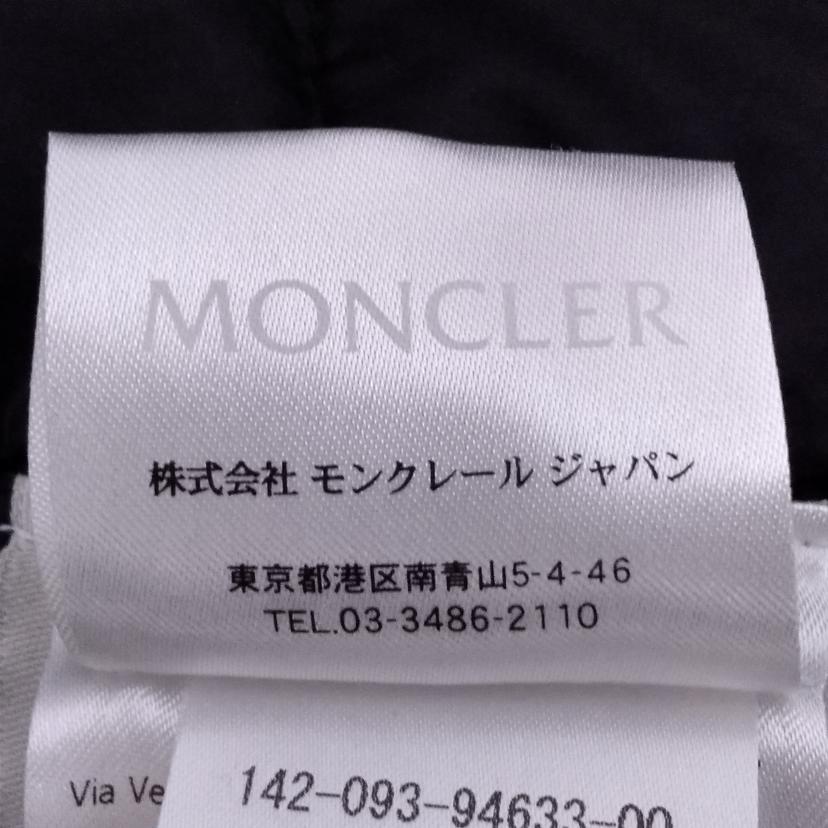 MONCLER
株式会社 モンクレール ジャパン
東京都港区南青山5-4-46
TEL.03-3486-2110
Via
142-093-94633-00